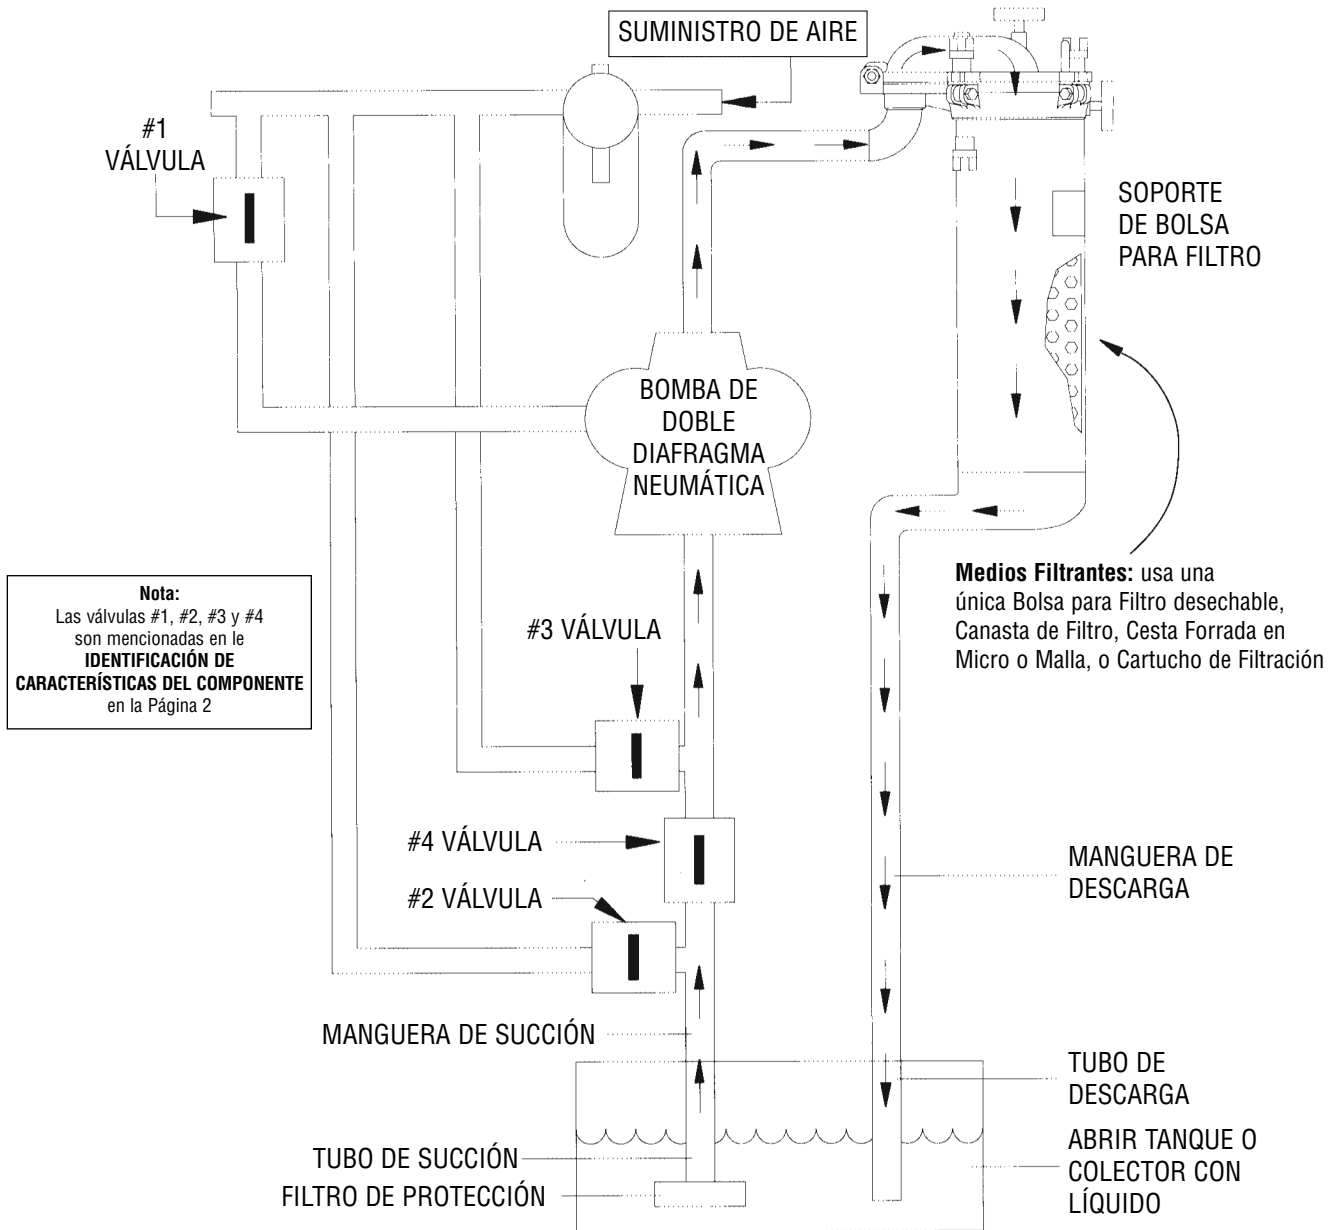 SUMINISTRO DE AIRE
#1
VÁLVULA
SOPORTE
DE BOLSA
PARA FILTRO
BOMBA DE
DOBLE
DIAFRAGMA
NEUMÁTICA
Medios Filtrantes: usa una
única Bolsa para Filtro desechable,
Canasta de Filtro, Cesta Forrada en
Micro o Malla, o Cartucho de Filtración
Nota:
Las válvulas #1, #2, #3 y #4
son mencionadas en le
IDENTIFICACIÓN DE
CARACTERÍSTICAS DEL COMPONENTE
en la Página 2
#3 VÁLVULA
#4 VÁLVULA
#2 VÁLVULA
MANGUERA DE
DESCARGA
MANGUERA DE SUCCIÓN
TUBO DE
DESCARGA
TUBO DE SUCCIÓN
FILTRO DE PROTECCIÓN
ABRIR TANQUE O
COLECTOR CON
LÍQUIDO